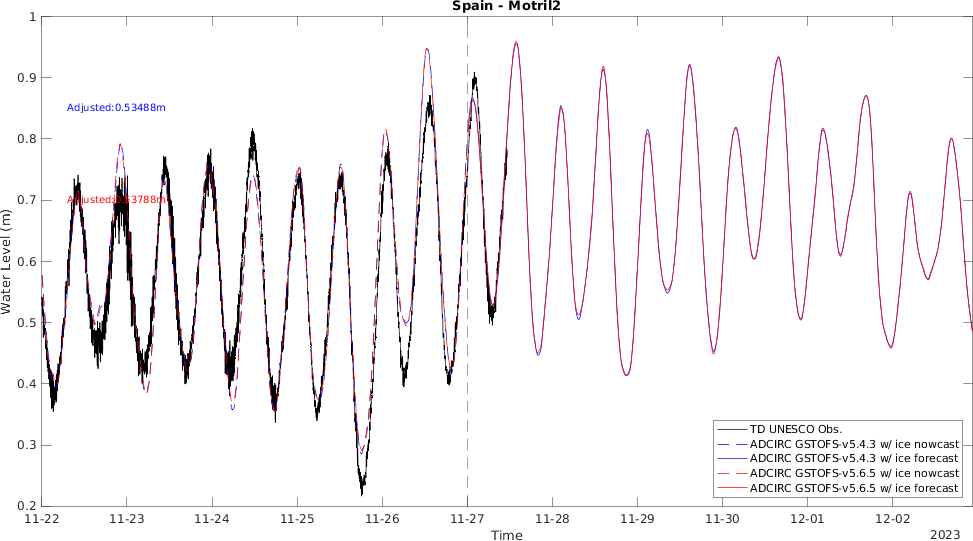 Spain - Motril2
1
0.9
0.8
0.7
0.6
0.5
0.4
0.3
0.2
Water Level (m)
Adjusted:0.53488m
Adjusted:0.53788m
TD UNESCO Obs.
ADCIRC GSTOFS-v5.4.3 w/ ice nowcast
ADCIRC GSTOFS-v5.4.3 w/ ice forecast
ADCIRC GSTOFS-v5.6.5 w/ ice nowcast
ADCIRC GSTOFS-v5.6.5 w/ ice forecast
11-22 11-23 11-24 11-25 11-26 11-27 11-28 11-29 11-30 12-01 12-02
Time
2023